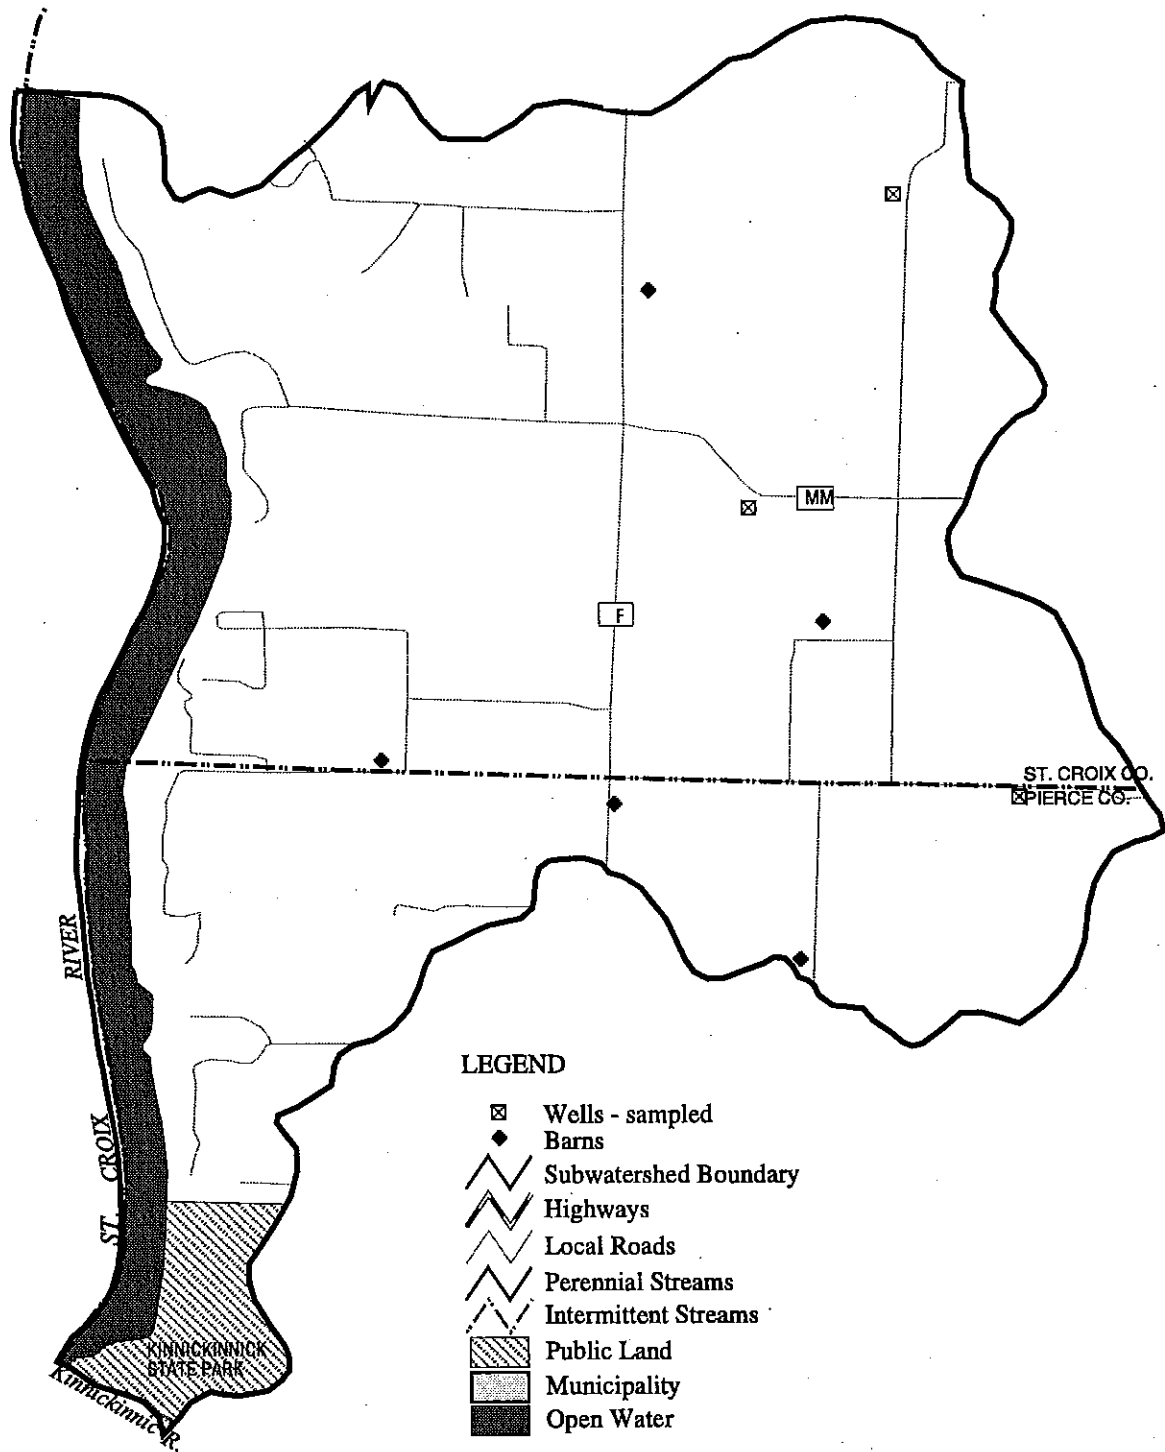 MM
F
ST. CROIX CO.
PIERCE CO.
RIVER
CROIX
ST.
LEGEND
Wells - sampled
Barns
Subwatershed Boundary
Highways
Local Roads
Perennial Streams
Intermittent Streams
Public Land
Municipality
Open Water
KINNICKINNICK
STATE PARK
Kinnickinnic R.